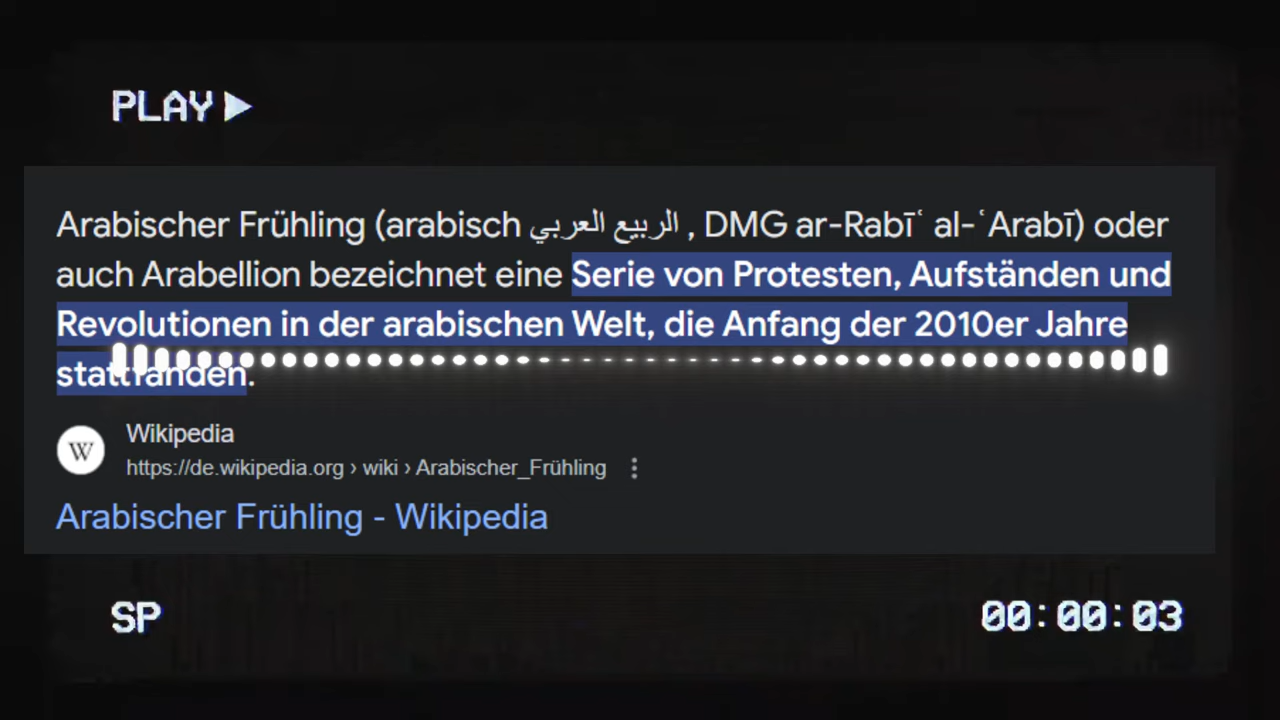 PLAY
Arabischer Frühling (arabisch الربيع العربي , DMG ar-Rabīʿ al-ʿArabī) oder
auch Arabellion bezeichnet eine Serie von Protesten, Aufständen und
Revolutionen in der arabischen Welt, die Anfang der 2010er Jahre
stattfanden.
W
Wikipedia
https://de.wikipedia.org › wiki › Arabischer_Frühling
Arabischer Frühling - Wikipedia
SP
00:00:03